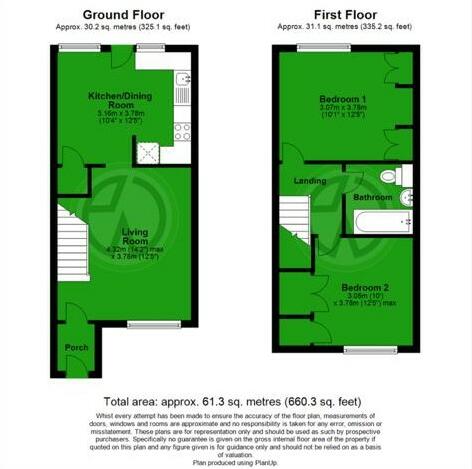 Ground Floor
Approx. 30.2 sq. metres (325.1 sq. feet)
First Floor
Approx. 31.1 sq. metres (335.2 sq. feet)
Kitchen/Dining
Room
3.16m x 3.78m
(10'4" x 12'5")
Living
Room
4.32m (14'2") max
x 3.78m (12'5")
Porch
Bedroom 1
3.07m x 3.78m
(10'1" x 12'5")
Landing
Bathroom
Bedroom 2
3.05m (10')
x 3.78m (12'5") max
Total area: approx. 61.3 sq. metres (660.3 sq. feet)
Whilst every attempt has been made to ensure the accuracy of the floor plan, measurements of
doors, windows and rooms are approximate and no responsibility is taken for any error, omission or
misstatement. These plans are for representation only and should be used as such by prospective
purchasers. Specifically no guarantee is given on the gross internal floor area of the property if
quoted on this plan and any figure given is for guidance only and should not be relied on as a basis
of valuation.
Plan produced using PlanUp.